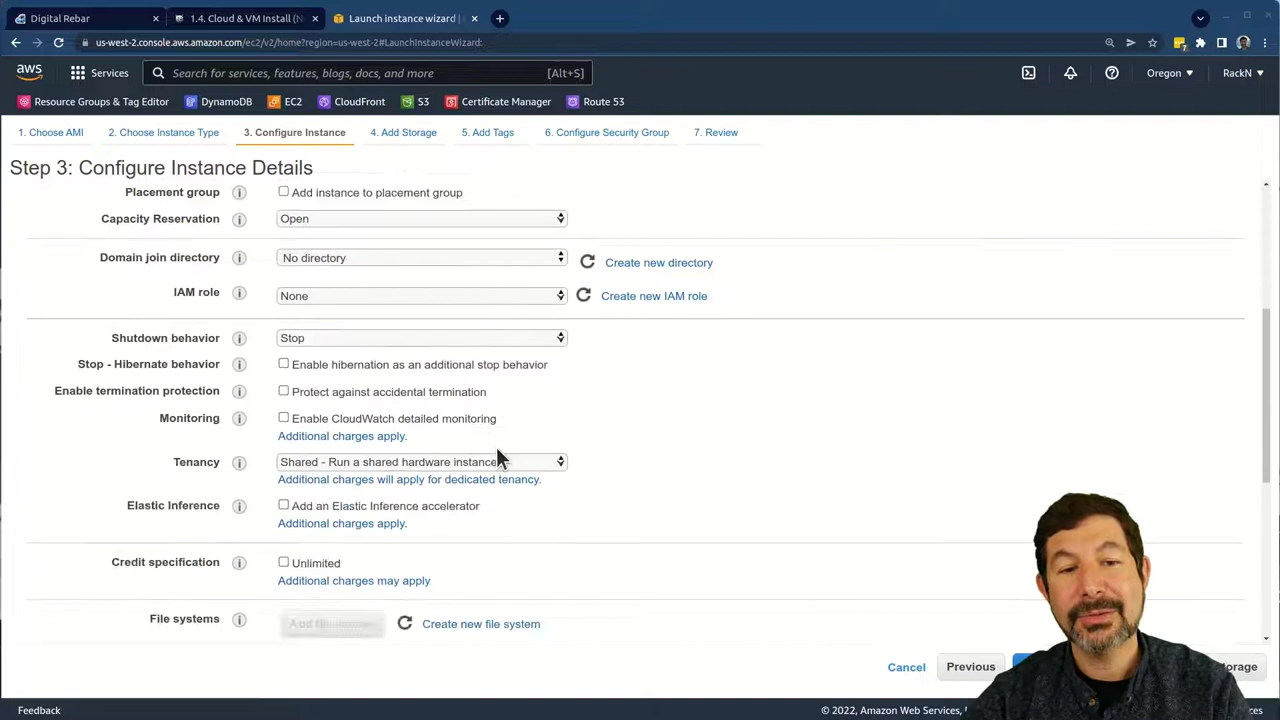 Digital Rebar
1.4. Cloud & VM Install (N
Launch instance wizard |
us-west-2.console.aws.amazon.com/ec2/v2/home?region=us-west-2#LaunchInstanceWizard:
aws Services Search for services, features, blogs, docs, and more [Alt+S] Oregon RackN
Resource Groups & Tag Editor DynamoDB EC2 CloudFront S3 Certificate Manager Route 53
1. Choose AMI 2. Choose Instance Type 3. Configure Instance 4. Add Storage 5. Add Tags 6. Configure Security Group 7. Review
Step 3: Configure Instance Details
Placement group Add instance to placement group
Capacity Reservation Open
Domain join directory No directory Create new directory
IAM role None Create new IAM role
Shutdown behavior Stop
Stop - Hibernate behavior Enable hibernation as an additional stop behavior
Enable termination protection Protect against accidental termination
Monitoring Enable CloudWatch detailed monitoring
Additional charges apply.
Tenancy Shared - Run a shared hardware instance
Additional charges will apply for dedicated tenancy.
Elastic Inference Add an Elastic Inference accelerator
Additional charges apply.
Credit specification Unlimited
Additional charges may apply
File systems Create new file system
Cancel Previous
Feedback © 2022, Amazon Web Services,